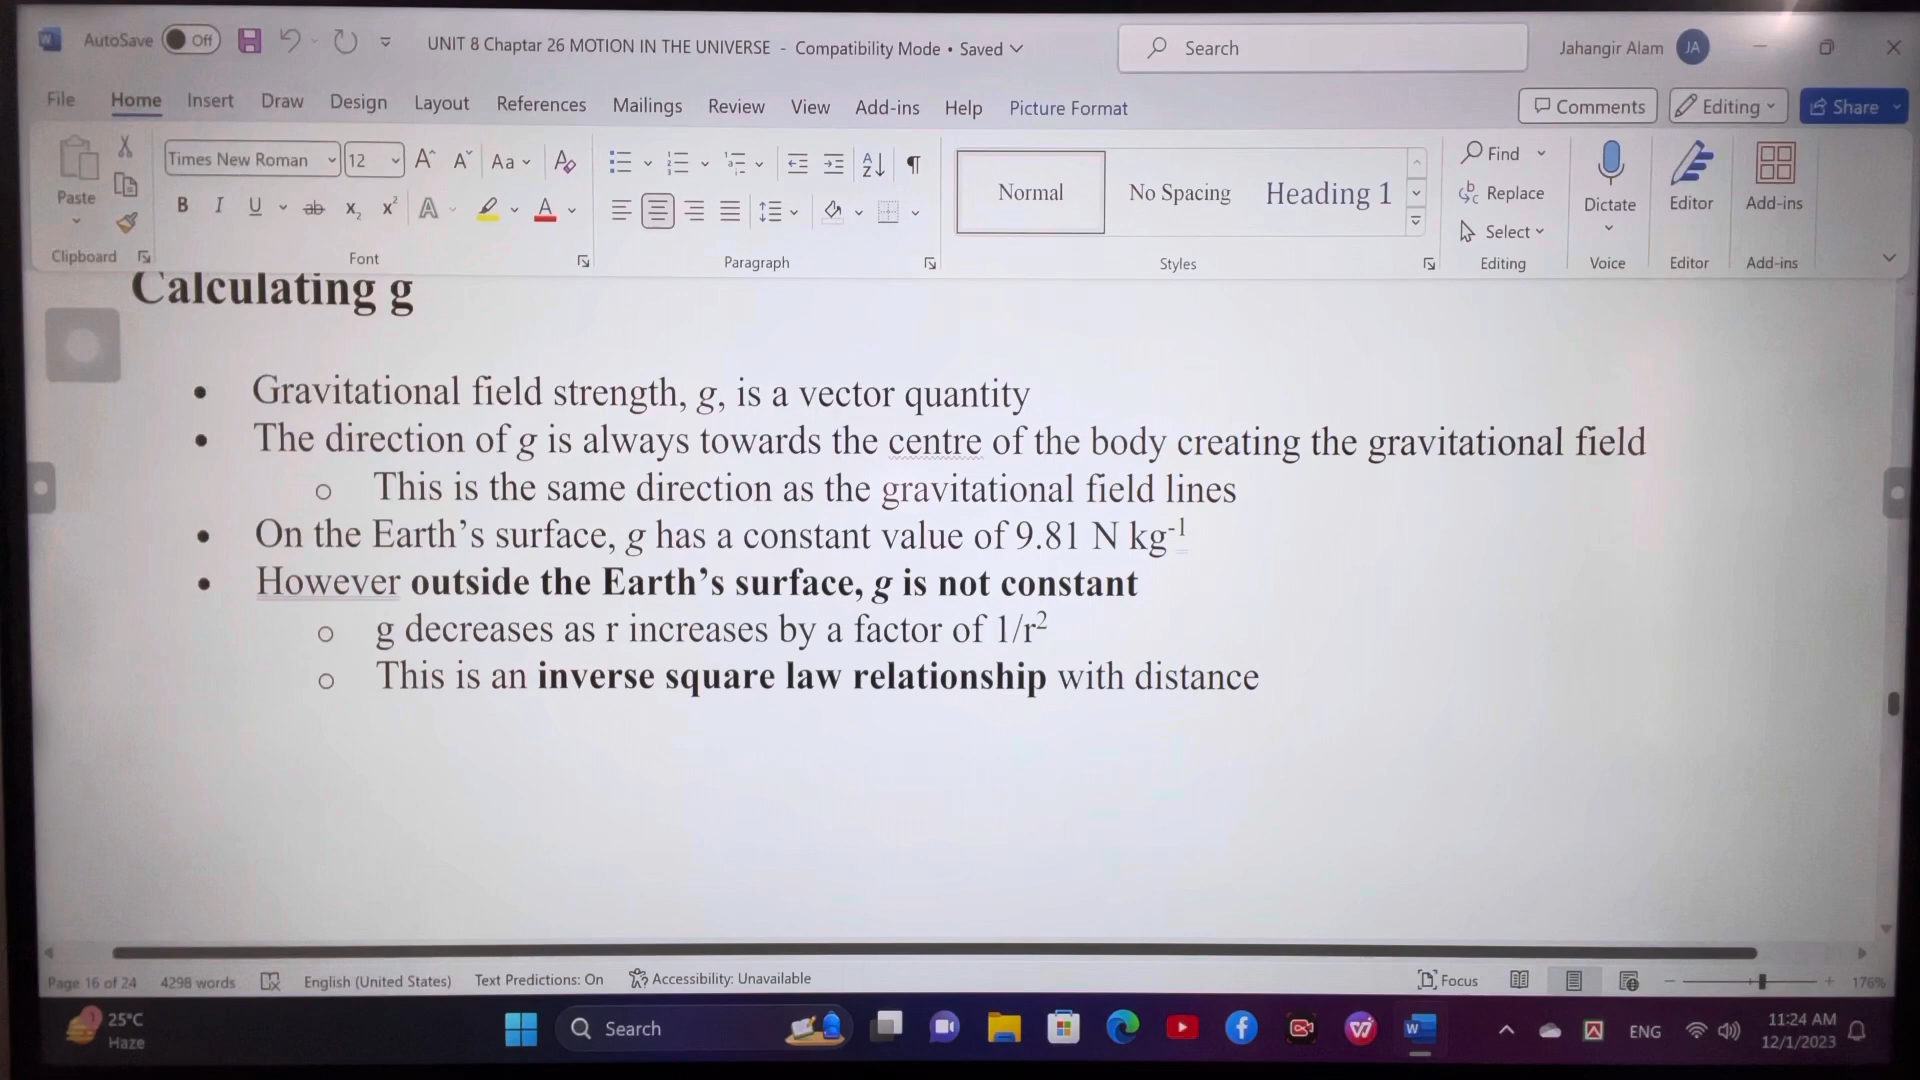 AutoSave Off UNIT 8 Chaptar 26 MOTION IN THE UNIVERSE - Compatibility Mode • Saved Search Jahangir Alam JA
File Home Insert Draw Design Layout References Mailings Review View Add-ins Help Picture Format Comments Editing Share
Times New Roman 12 Aa Find
Paste Normal No Spacing Heading 1 Replace Dictate Editor Add-ins
B I U ab x2 x2 A A Select
Clipboard Font Paragraph Styles Editing Voice Editor Add-ins
Calculating g
• Gravitational field strength, g, is a vector quantity
• The direction of g is always towards the centre of the body creating the gravitational field
o This is the same direction as the gravitational field lines
• On the Earth’s surface, g has a constant value of 9.81 N kg-1
• However outside the Earth’s surface, g is not constant
o g decreases as r increases by a factor of 1/r2
o This is an inverse square law relationship with distance
Page 16 of 24 4298 words English (United States) Text Predictions: On Accessibility: Unavailable Focus 176%
25°C Search ENG 11:24 AM
Haze 12/1/2023